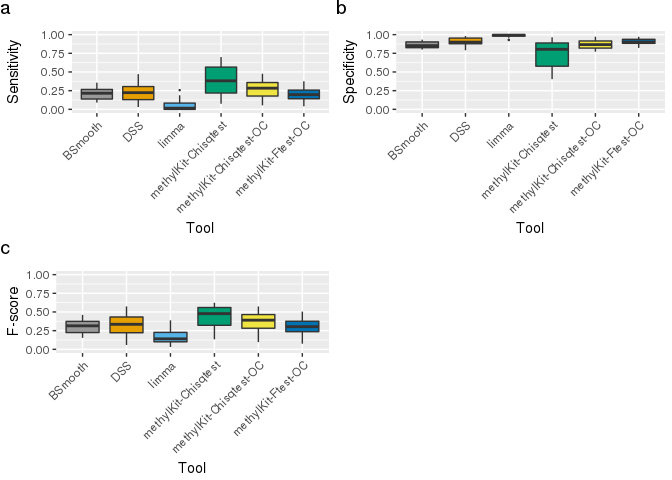 a
Sensitivity
1.00
0.75
0.50
0.25
0.00
BSmooth
DSS
limma
methylKit-Chisqtest
methylKit-Chisqtest-OC
methylKit-Ftest-OC
Tool
b
Specificity
1.00
0.75
0.50
0.25
0.00
BSmooth
DSS
limma
methylKit-Chisqtest
methylKit-Chisqtest-OC
methylKit-Ftest-OC
Tool
c
F-score
1.00
0.75
0.50
0.25
0.00
BSmooth
DSS
limma
methylKit-Chisqtest
methylKit-Chisqtest-OC
methylKit-Ftest-OC
Tool